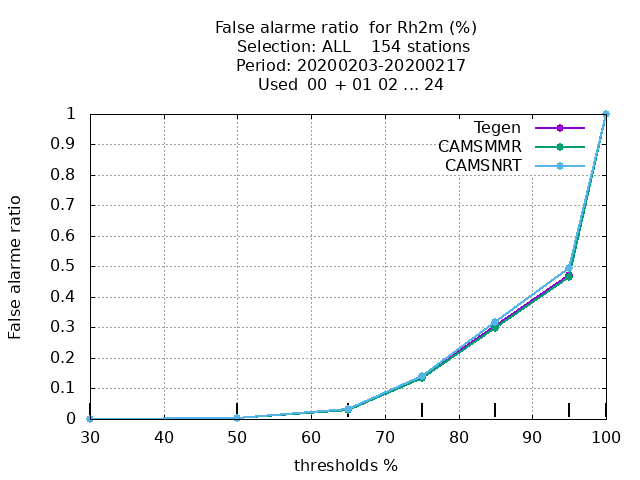 False alarme ratio  for Rh2m (%)
Selection: ALL    154 stations
Period: 20200203-20200217
Used  00 + 01 02 ... 24
Tegen
CAMSMMR
CAMSNRT
False alarme ratio
1
0.9
0.8
0.7
0.6
0.5
0.4
0.3
0.2
0.1
0
30 40 50 60 70 80 90 100
thresholds %